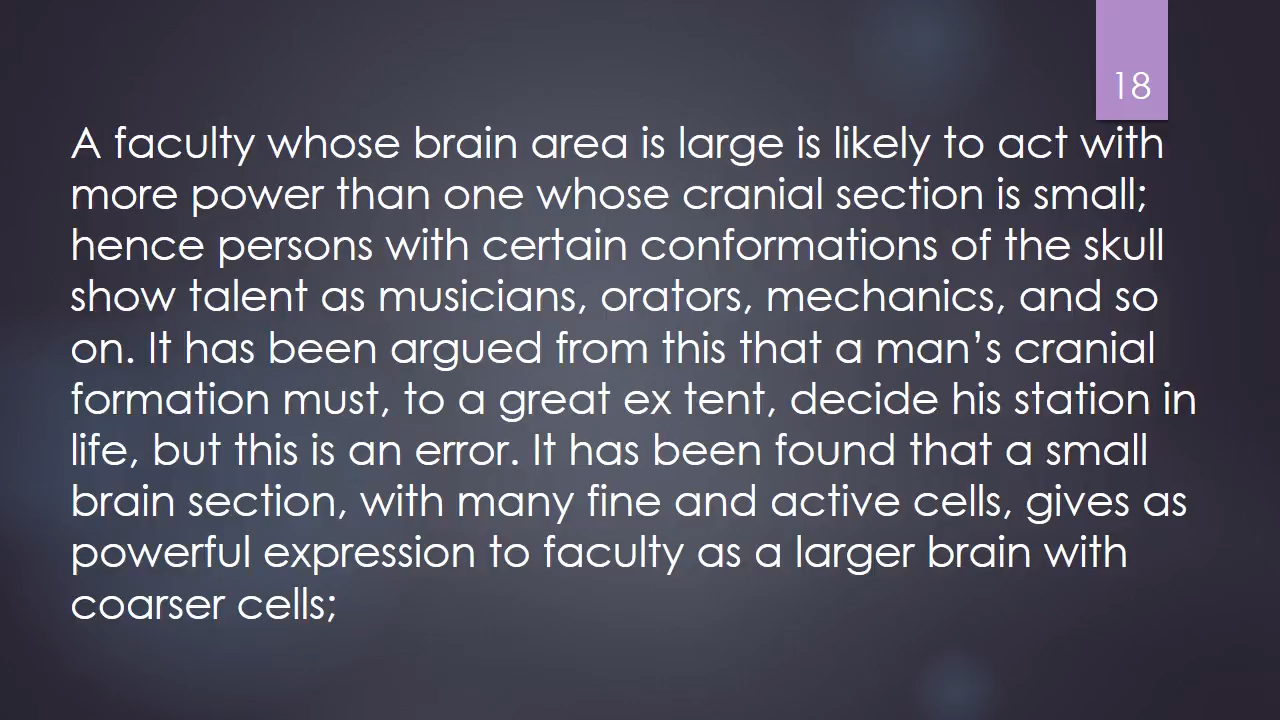 18
A faculty whose brain area is large is likely to act with
more power than one whose cranial section is small;
hence persons with certain conformations of the skull
show talent as musicians, orators, mechanics, and so
on. It has been argued from this that a man’s cranial
formation must, to a great ex tent, decide his station in
life, but this is an error. It has been found that a small
brain section, with many fine and active cells, gives as
powerful expression to faculty as a larger brain with
coarser cells;